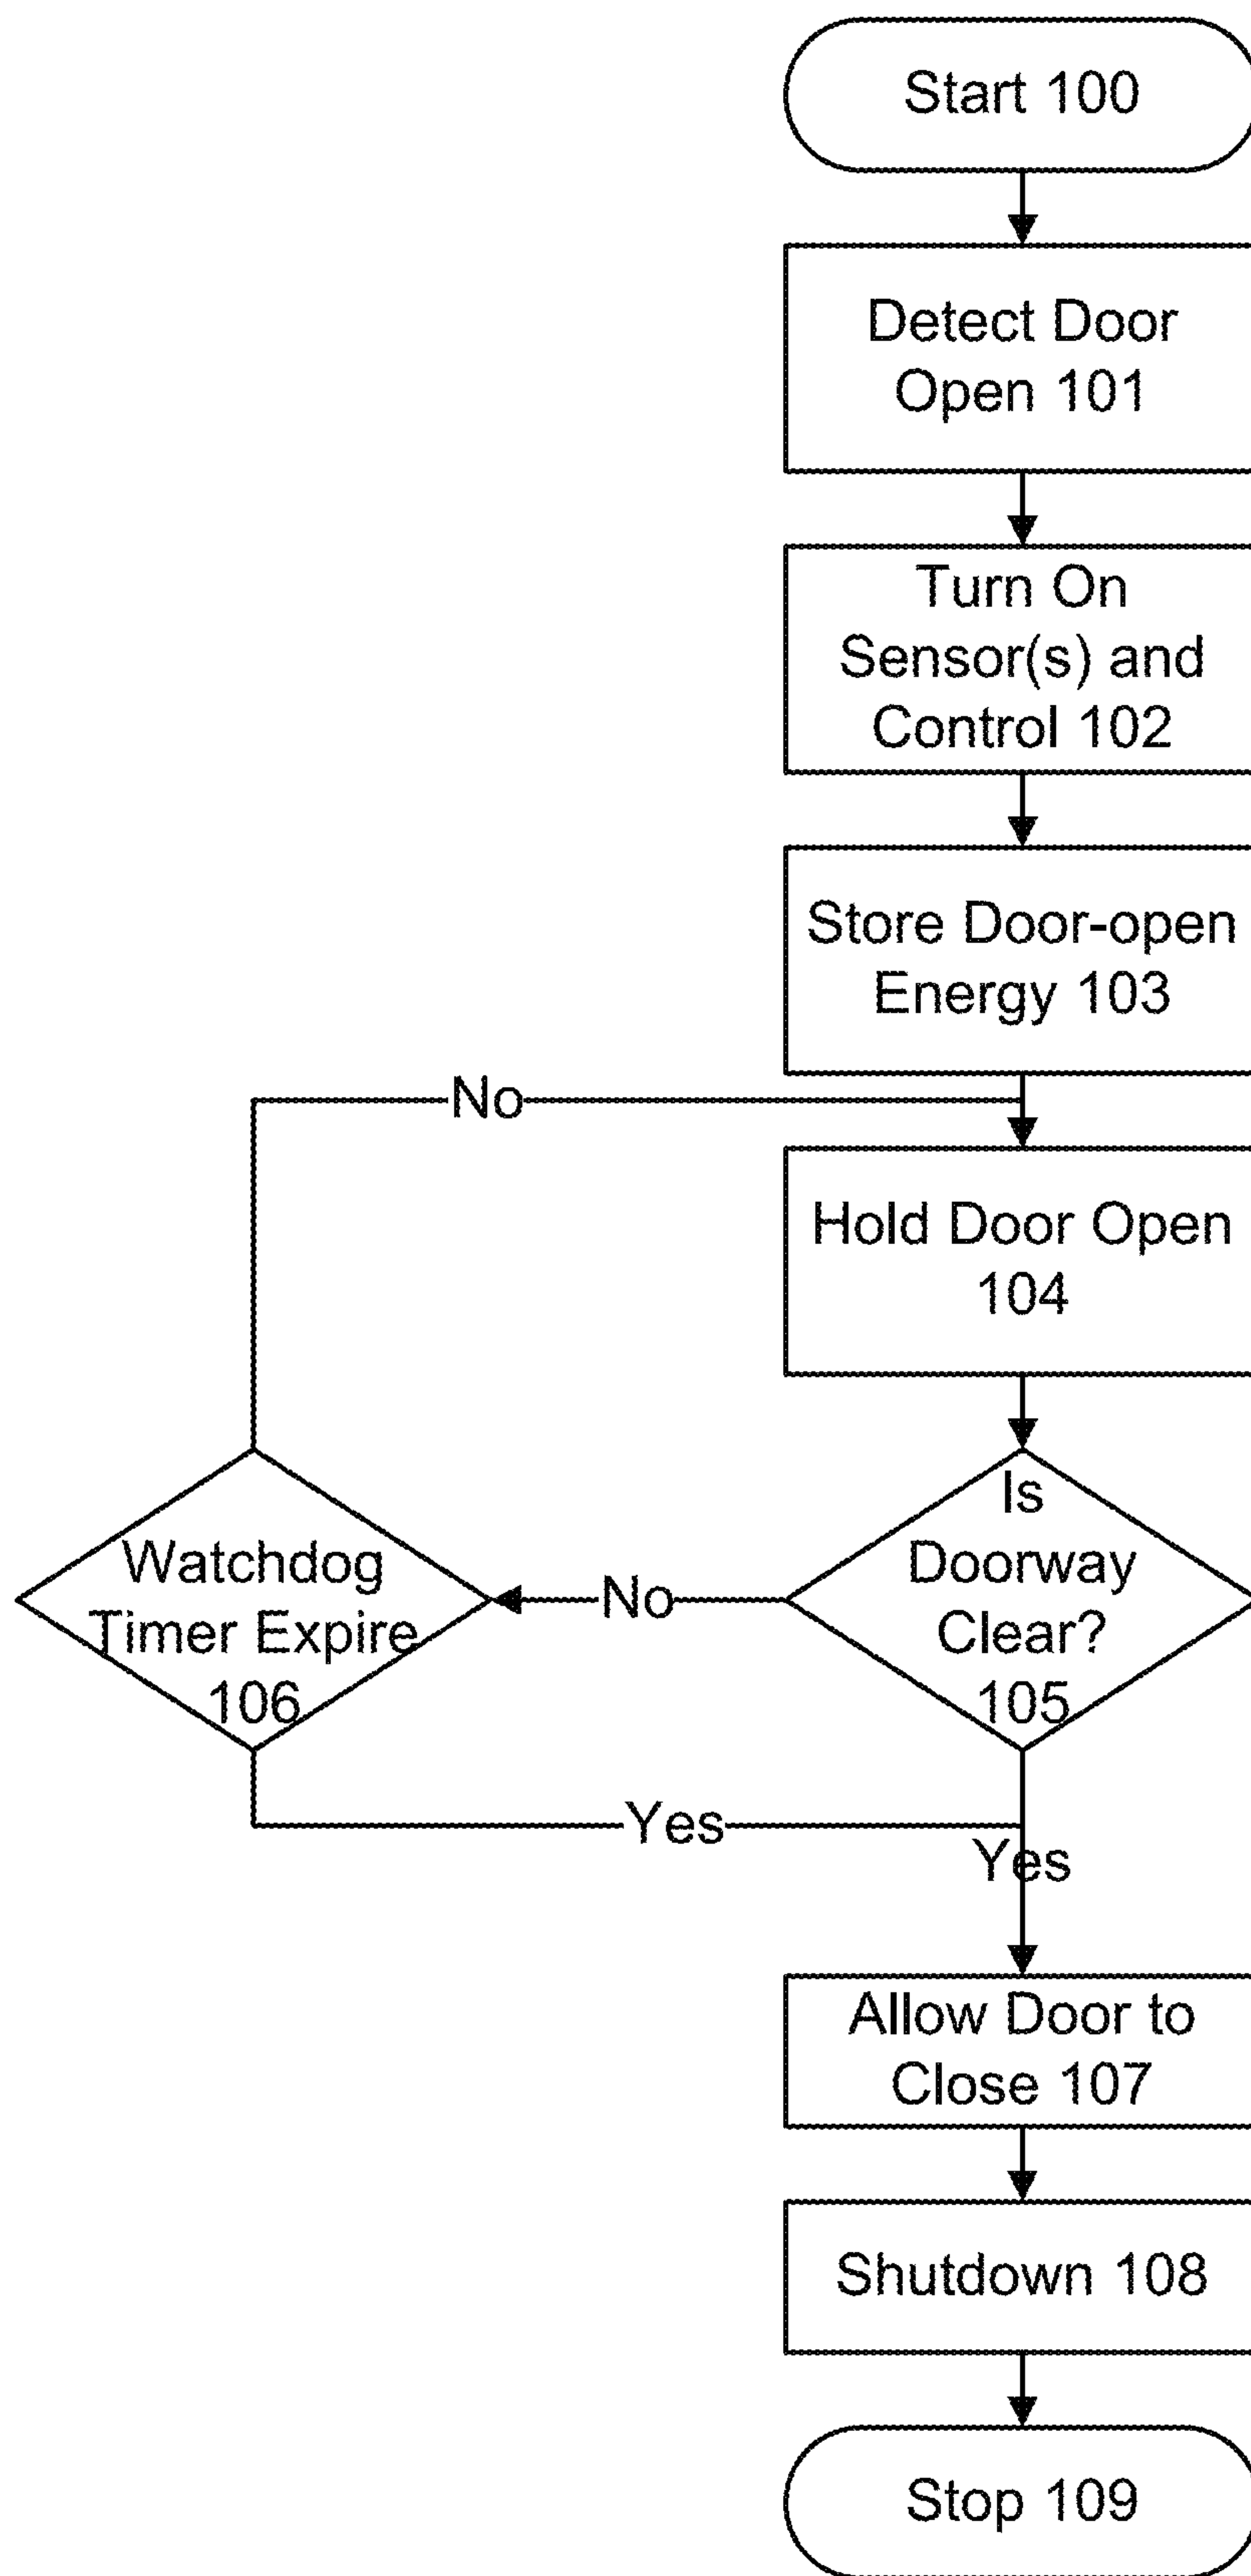 Start 100
Detect Door
Open 101
Turn On
Sensor(s) and
Control 102
Store Door-open
Energy 103
No
Hold Door Open
104
Is
Doorway
Clear?
105
No
Watchdog
Timer Expire
106
Yes
Yes
Allow Door to
Close 107
Shutdown 108
Stop 109